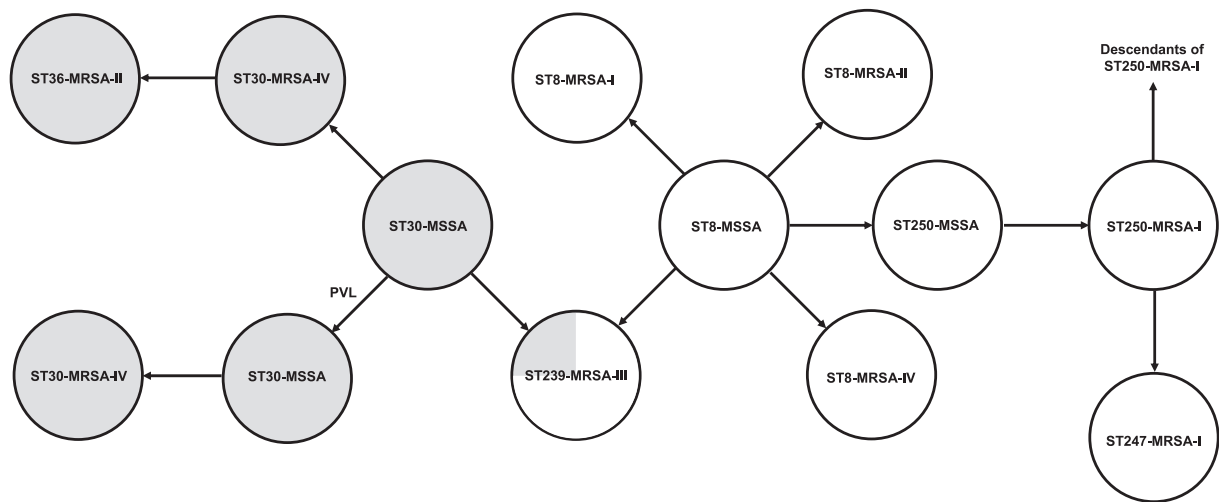 ST36-MRSA-II
ST30-MRSA-IV
ST8-MRSA-I
ST8-MRSA-II
Descendants of
ST250-MRSA-I
ST30-MSSA
ST8-MSSA
ST250-MSSA
ST250-MRSA-I
PVL
ST30-MRSA-IV
ST30-MSSA
ST239-MRSA-III
ST8-MRSA-IV
ST247-MRSA-I